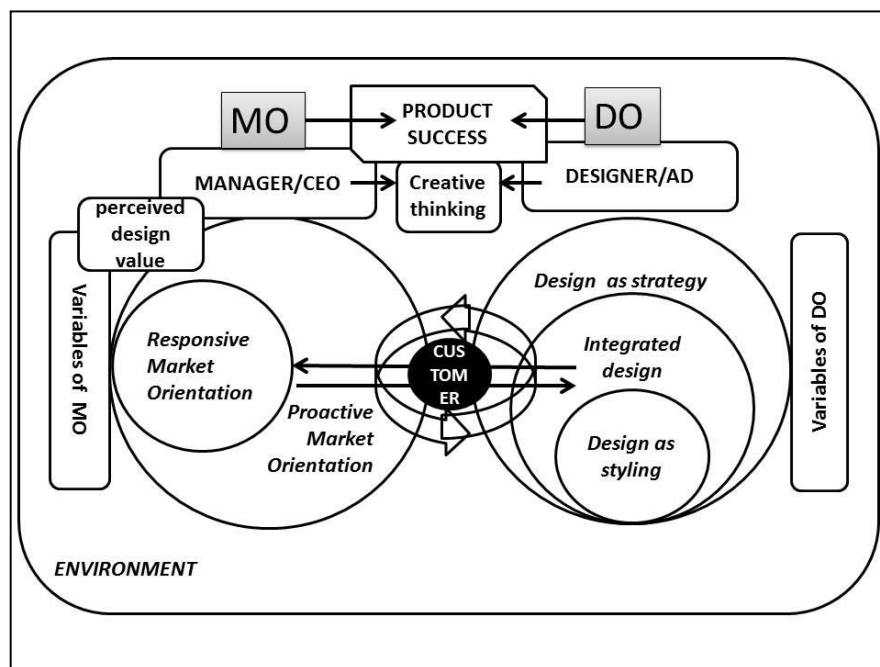 MO
PRODUCT
SUCCESS
DO
MANAGER/CEO
Creative
thinking
DESIGNER/AD
perceived
design
value
Variables of MO
Responsive
Market
Orientation
Proactive
Market
Orientation
CUS
TOM
ER
Design as strategy
Integrated
design
Design as
styling
Variables of DO
ENVIRONMENT